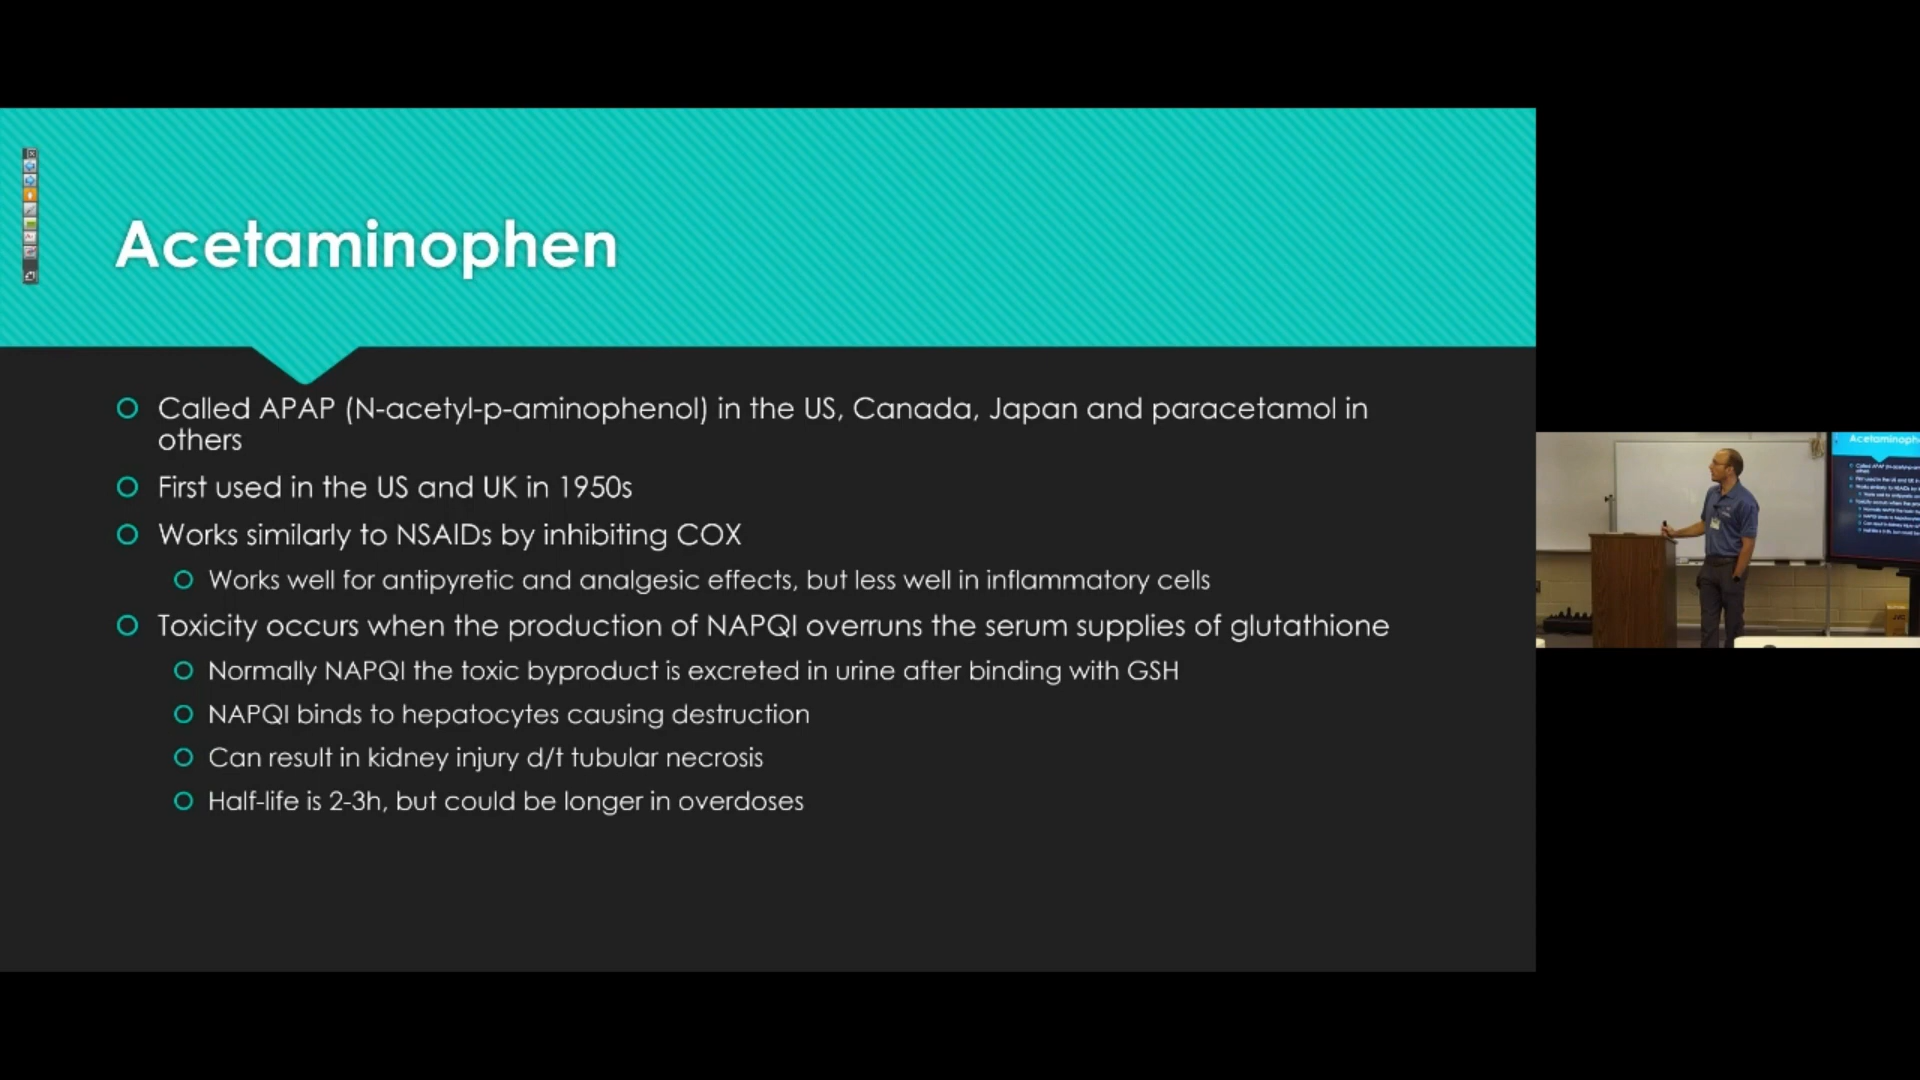 Acetaminophen
Called APAP (N-acetyl-p-aminophenol) in the US, Canada, Japan and paracetamol in
others
First used in the US and UK in 1950s
Works similarly to NSAIDs by inhibiting COX
Works well for antipyretic and analgesic effects, but less well in inflammatory cells
Toxicity occurs when the production of NAPQI overruns the serum supplies of glutathione
Normally NAPQI the toxic byproduct is excreted in urine after binding with GSH
NAPQI binds to hepatocytes causing destruction
Can result in kidney injury d/t tubular necrosis
Half-life is 2-3h, but could be longer in overdoses
Acetaminoph